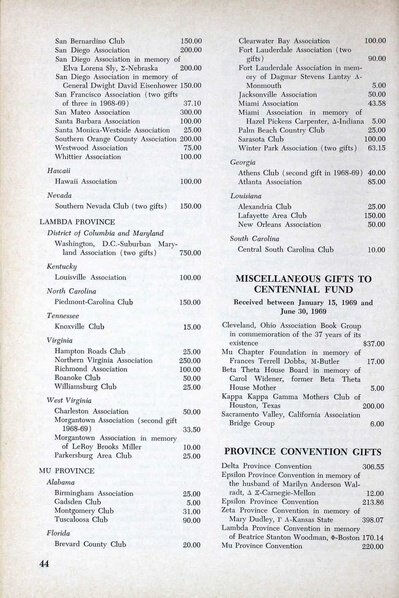 San Bernardino Club 150.00
San Diego Association 200.00
San Diego Association in memory of
Elva Lorena Sly, Σ-Nebraska 200.00
San Diego Association in memory of
General Dwight David Eisenhower 150.00
San Francisco Association (two gifts
of three in 1968-69) 37.10
San Mateo Association 300.00
Santa Barbara Association 100.00
Santa Monica-Westside Association 25.00
Southern Orange County Association 200.00
Westwood Association 75.00
Whittier Association 100.00
Hawaii
Hawaii Association 100.00
Nevada
Southern Nevada Club (two gifts) 150.00
LAMBDA PROVINCE
District of Columbia and Maryland
Washington, D.C.-Suburban Mary-
land Association (two gifts) 750.00
Kentucky
Louisville Association 100.00
North Carolina
Piedmont-Carolina Club 150.00
Tennessee
Knoxville Club 15.00
Virginia
Hampton Roads Club 25.00
Northern Virginia Association 250.00
Richmond Association 100.00
Roanoke Club 50.00
Williamsburg Club 25.00
West Virginia
Charleston Association 50.00
Morgantown Association (second gift
1968-69) 33.50
Morgantown Association in memory
of LeRoy Brooks Miller 10.00
Parkersburg Area Club 25.00
MU PROVINCE
Alabama
Birmingham Association 25.00
Gadsden Club 5.00
Montgomery Club 31.00
Tuscaloosa Club 90.00
Florida
Brevard County Club 20.00
44
Clearwater Bay Association 100.00
Fort Lauderdale Association (two
gifts) 90.00
Fort Lauderdale Association in mem-
ory of Dagmar Stevens Lantzy Λ-
Monmouth 5.00
Jacksonville Association 50.00
Miami Association 43.58
Miami Association in memory of
Hazel Pickens Carpenter, Δ-Indiana 5.00
Palm Beach Country Club 25.00
Sarasota Club 100.00
Winter Park Association (two gifts) 63.15
Georgia
Athens Club (second gift in 1968-69) 40.00
Atlanta Association 85.00
Louisiana
Alexandria Club 25.00
Lafayette Area Club 150.00
New Orleans Association 50.00
South Carolina
Central South Carolina Club 10.00
MISCELLANEOUS GIFTS TO
CENTENNIAL FUND
Received between January 15, 1969 and
June 30, 1969
Cleveland, Ohio Association Book Group
in commemoration of the 37 years of its
existence $37.00
Mu Chapter Foundation in memory of
Frances Terrell Dobbs, M-Butler 17.00
Beta Theta House Board in memory of
Carol Widener, former Beta Theta
House Mother 5.00
Kappa Kappa Gamma Mothers Club of
Houston, Texas 200.00
Sacramento Valley, California Association
Bridge Group 6.00
PROVINCE CONVENTION GIFTS
Delta Province Convention 306.55
Epsilon Province Convention in memory of
the husband of Marilyn Anderson Wal-
radt, Δ Ξ-Carnegie-Mellon 12.00
Epsilon Province Convention 213.86
Zeta Province Convention in memory of
Mary Dudley, Γ Λ-Kansas State 398.07
Lambda Province Convention in memory
of Beatrice Stanton Woodman, Φ-Boston 170.14
Mu Province Convention 220.00